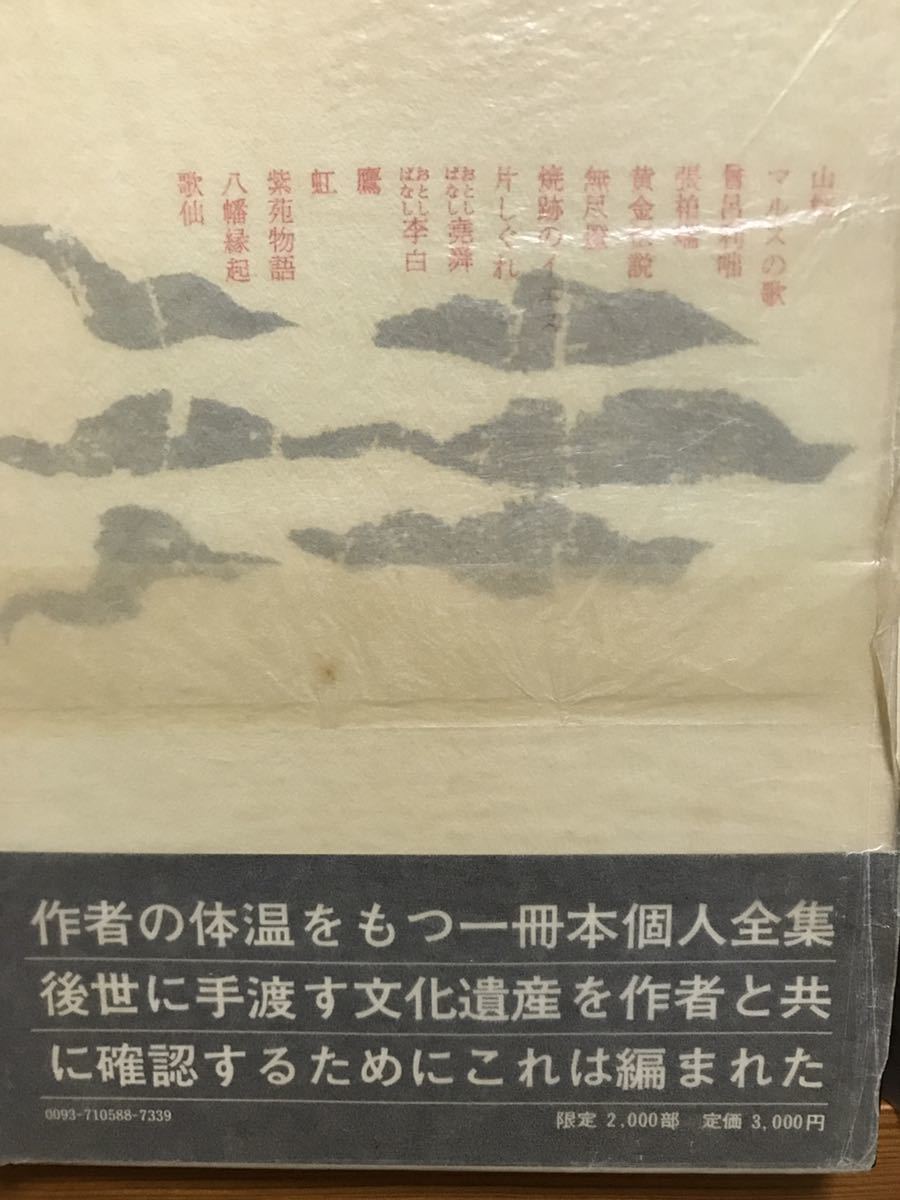 山桜
マルスの歌
曾呂利咄
張柏端
黄金伝説
無尽燈
焼跡のイエス
片しぐれ
おとしばなし堯舜
おとしばなし李白
鷹
虹
紫苑物語
八幡縁起
歌仙
作者の体温をもつ一冊本個人全集
後世に手渡す文化遺産を作者と共
に確認するためにこれは編まれた
0093-710588-7339
限定 2,000部 定価 3,000円